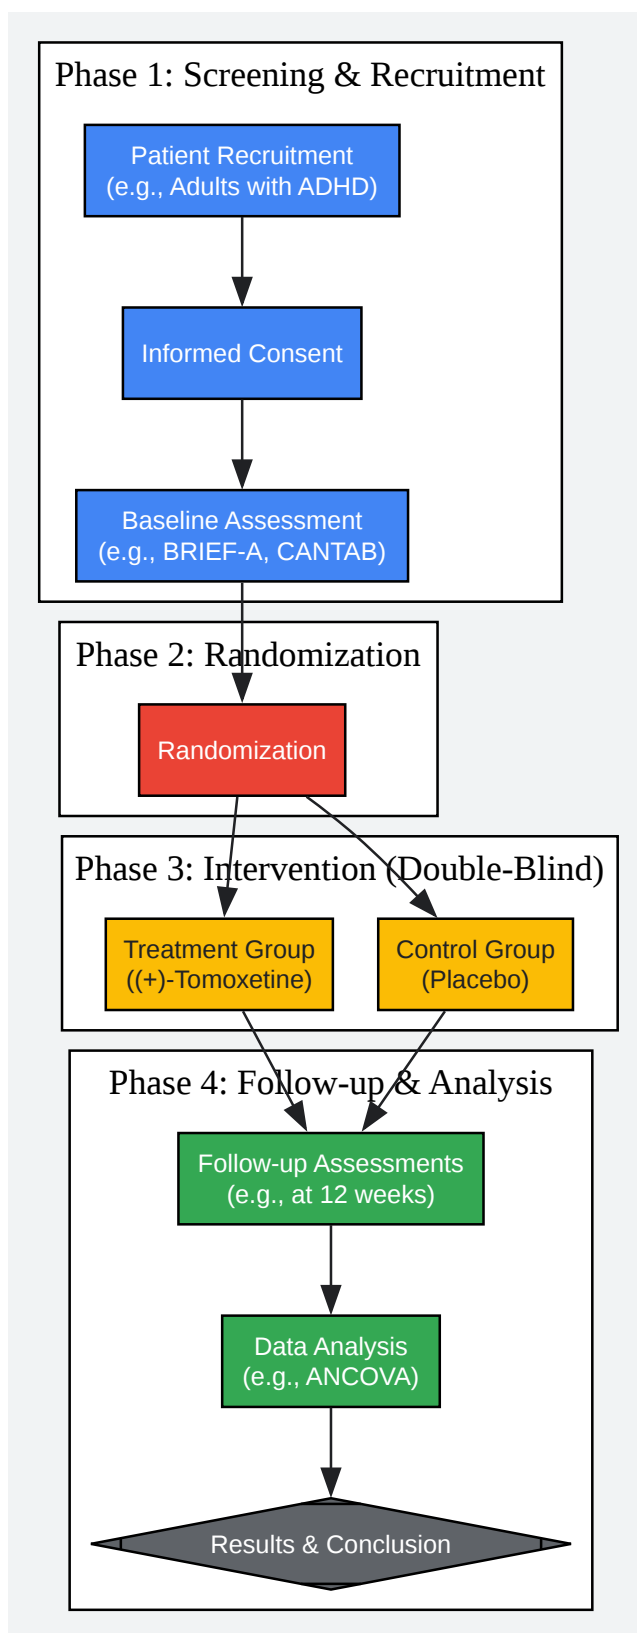 Phase 1: Screening & Recruitment
Patient Recruitment
(e.g., Adults with ADHD)
Informed Consent
Baseline Assessment
(e.g., BRIEF-A, CANTAB)
Phase 2: Randomization
Randomization
Phase 3: Intervention (Double-Blind)
Treatment Group
((+)-Tomoxetine)
Control Group
(Placebo)
Phase 4: Follow-up & Analysis
Follow-up Assessments
(e.g., at 12 weeks)
Data Analysis
(e.g., ANCOVA)
Results & Conclusion